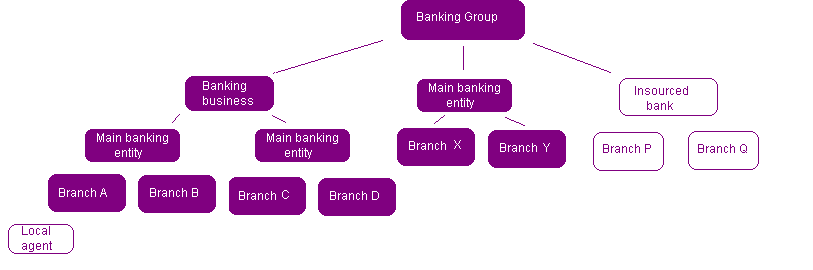 Banking Group
Banking
business
Main banking
entity
Insourced
bank
Main banking
entity
Main banking
entity
Branch X
Branch Y
Branch P
Branch Q
Branch A
Branch B
Branch C
Branch D
Local
agent